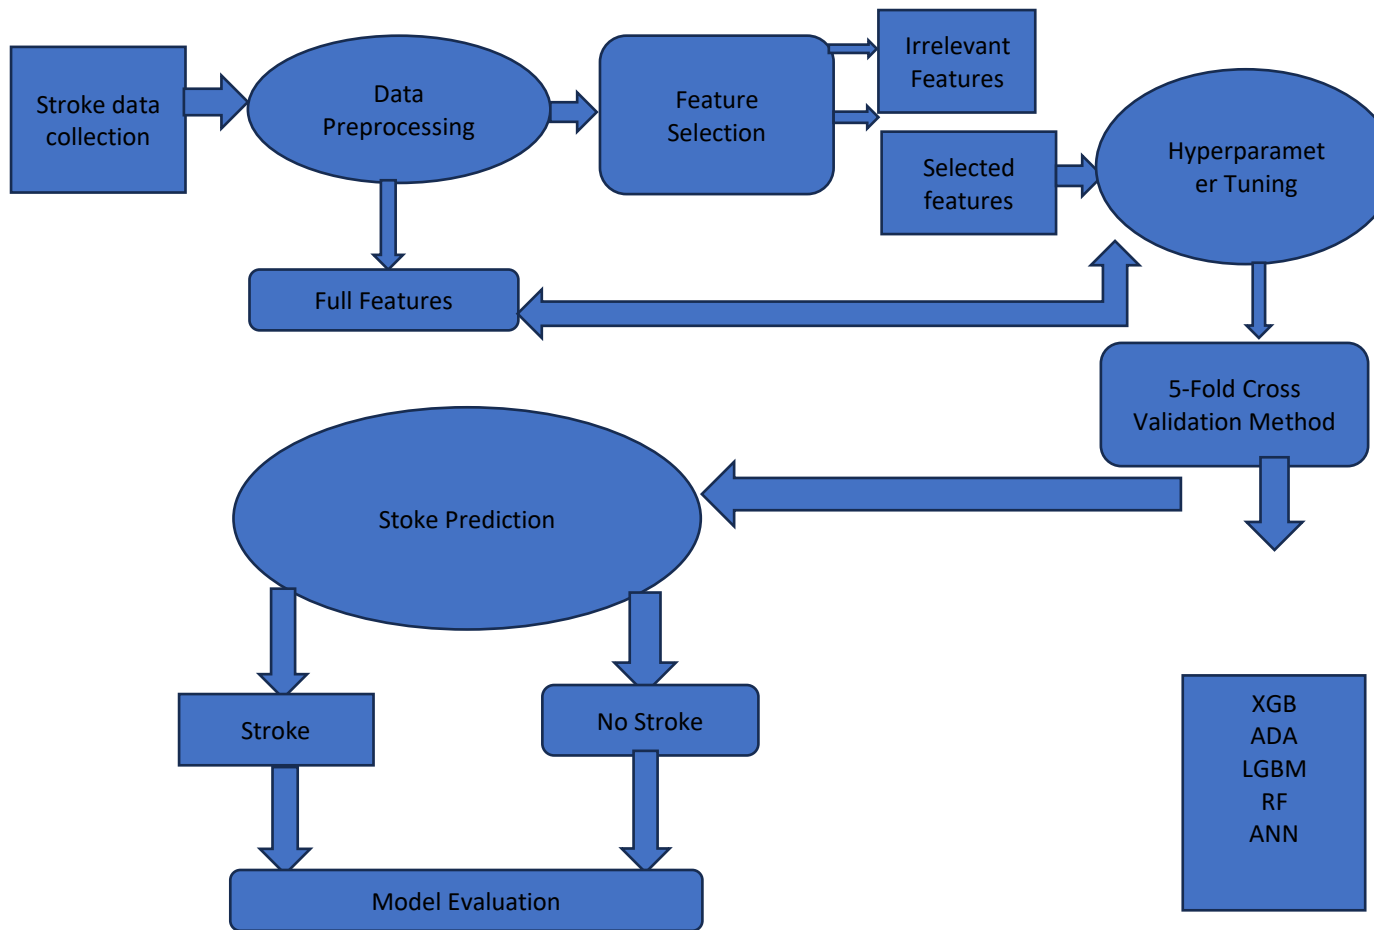 Stroke data
collection
Data
Preprocessing
Feature
Selection
Irrelevant
Features
Selected
features
Hyperparamet
er Tuning
Full Features
5-Fold Cross
Validation Method
Stoke Prediction
Stroke
No Stroke
XGB
ADA
LGBM
RF
ANN
Model Evaluation